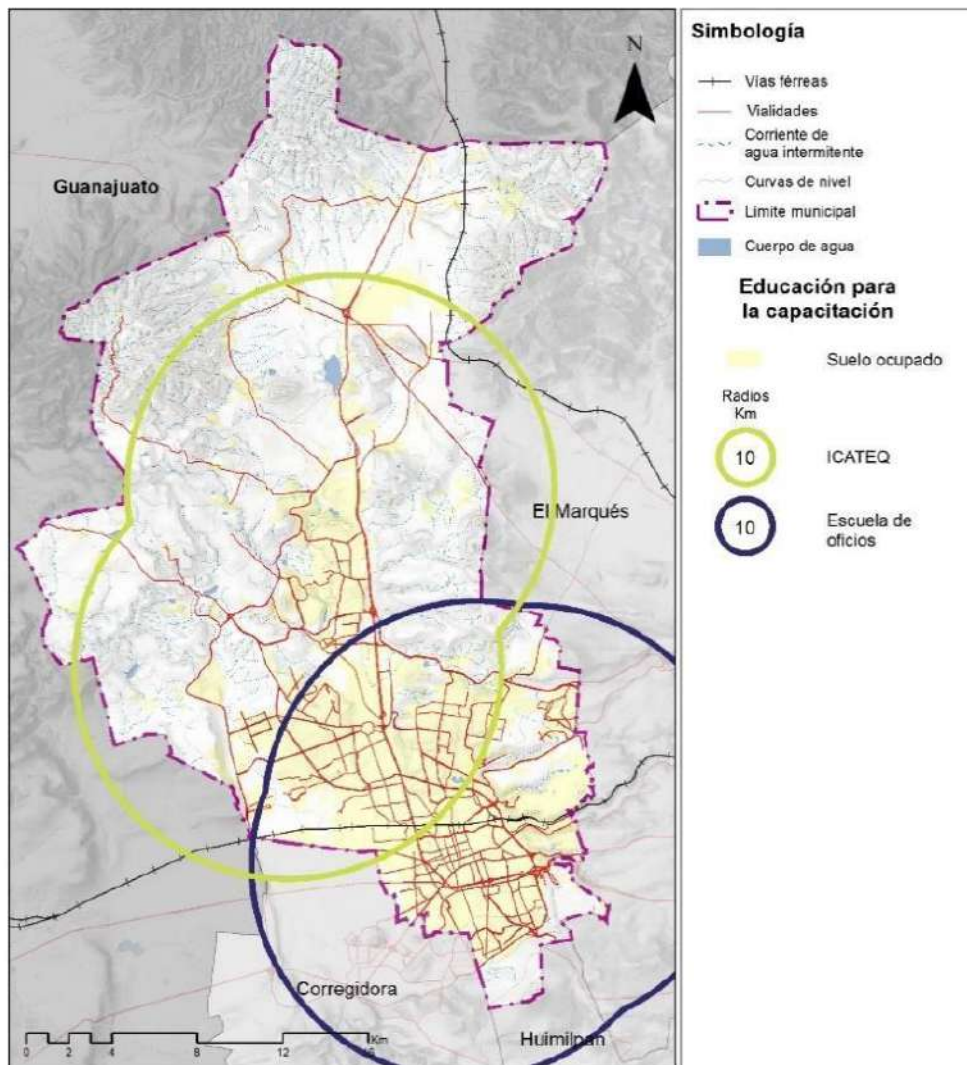 N
Guanajuato
El Marqués
Corregidora
Huimilpan
0 2 4 8 12 16
Km
Simbología
Vías férreas
Vialidades
Corriente de
agua intermitente
Curvas de nivel
Limite municipal
Cuerpo de agua
Educación para
la capacitación
Suelo ocupado
Radios
Km
10 ICATEQ
10 Escuela de
oficios